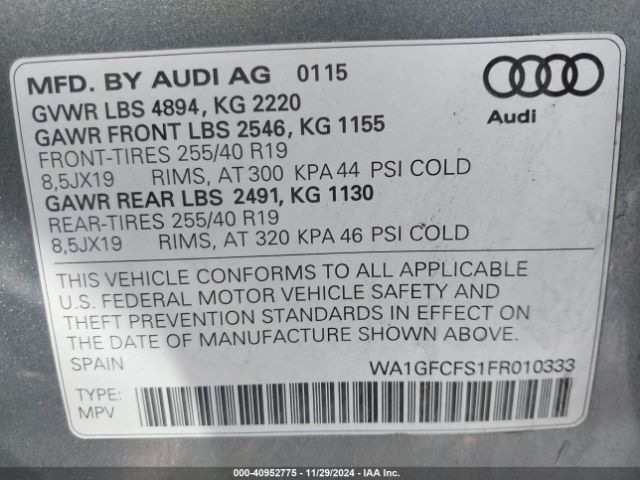 MFD. BY AUDI AG 0115
GVWR LBS 4894, KG 2220
GAWR FRONT LBS 2546, KG 1155
FRONT-TIRES 255/40 R19
8,5JX19 RIMS, AT 300 KPA 44 PSI COLD
GAWR REAR LBS 2491, KG 1130
REAR-TIRES 255/40 R19
8,5JX19 RIMS, AT 320 KPA 46 PSI COLD
Audi
THIS VEHICLE CONFORMS TO ALL APPLICABLE
U.S. FEDERAL MOTOR VEHICLE SAFETY AND
THEFT PREVENTION STANDARDS IN EFFECT ON
THE DATE OF MANUFACTURE SHOWN ABOVE.
SPAIN WA1GFCFS1FR010333
TYPE:
MPV
000-40952775 - 11/29/2024 - IAA Inc.